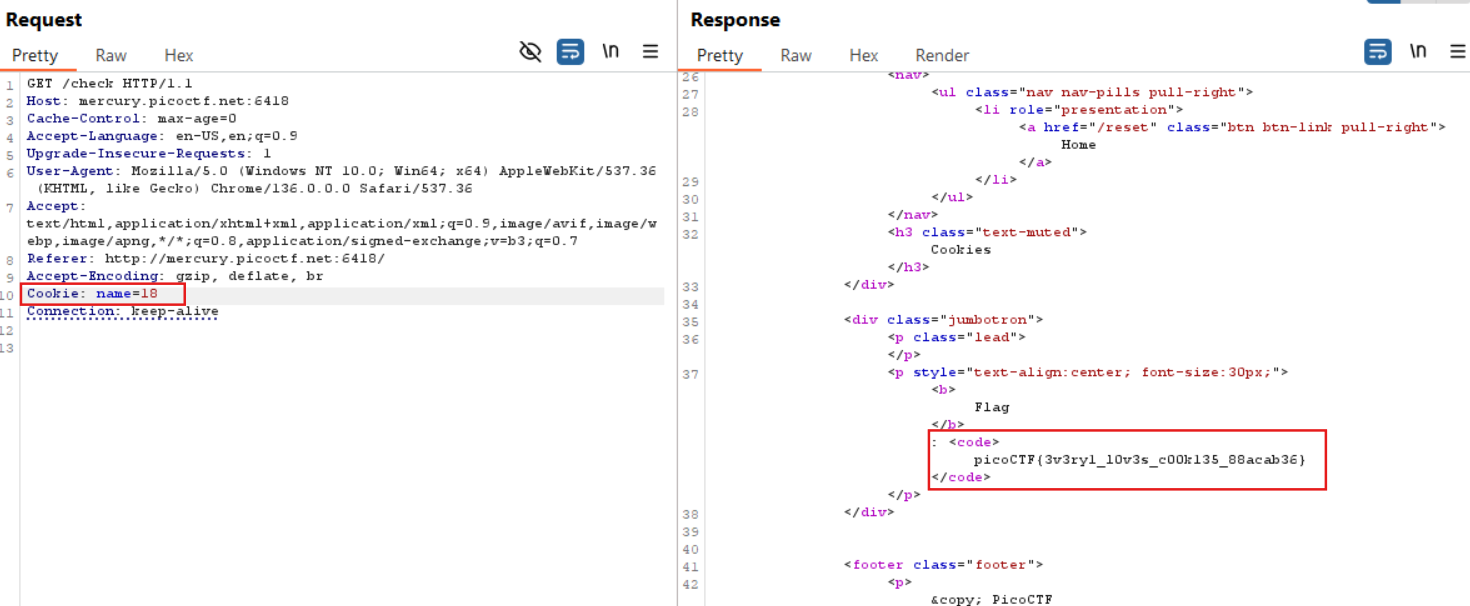 Request
Pretty Raw Hex \n
1 GET /check HTTP/1.1
2 Host: mercury.picoctf.net:6418
3 Cache-Control: max-age=0
4 Accept-Language: en-US,en;q=0.9
5 Upgrade-Insecure-Requests: 1
6 User-Agent: Mozilla/5.0 (Windows NT 10.0; Win64; x64) AppleWebKit/537.36
(KHTML, like Gecko) Chrome/136.0.0.0 Safari/537.36
7 Accept:
text/html,application/xhtml+xml,application/xml;q=0.9,image/avif,image/w
ebp,image/apng,*/*;q=0.8,application/signed-exchange;v=b3;q=0.7
8 Referer: http://mercury.picoctf.net:6418/
9 Accept-Encoding: gzip, deflate, br
10 Cookie: name=18
11 Connection: keep-alive
12
13
Response
Pretty Raw Hex Render \n
26 <nav>
27 <ul class="nav nav-pills pull-right">
28 <li role="presentation">
<a href="/reset" class="btn btn-link pull-right">
Home
</a>
29 </li>
30 </ul>
31 </nav>
32 <h3 class="text-muted">
Cookies
</h3>
33 </div>
34
35 <div class="jumbotron">
36 <p class="lead">
</p>
37 <p style="text-align:center; font-size:30px;">
<b>
Flag
</b>
: <code>
picoCTF{3v3ry1_l0v3s_c00k135_88acab36}
</code>
</p>
38 </div>
39
40
41 <footer class="footer">
42 <p>
&copy; PicoCTF